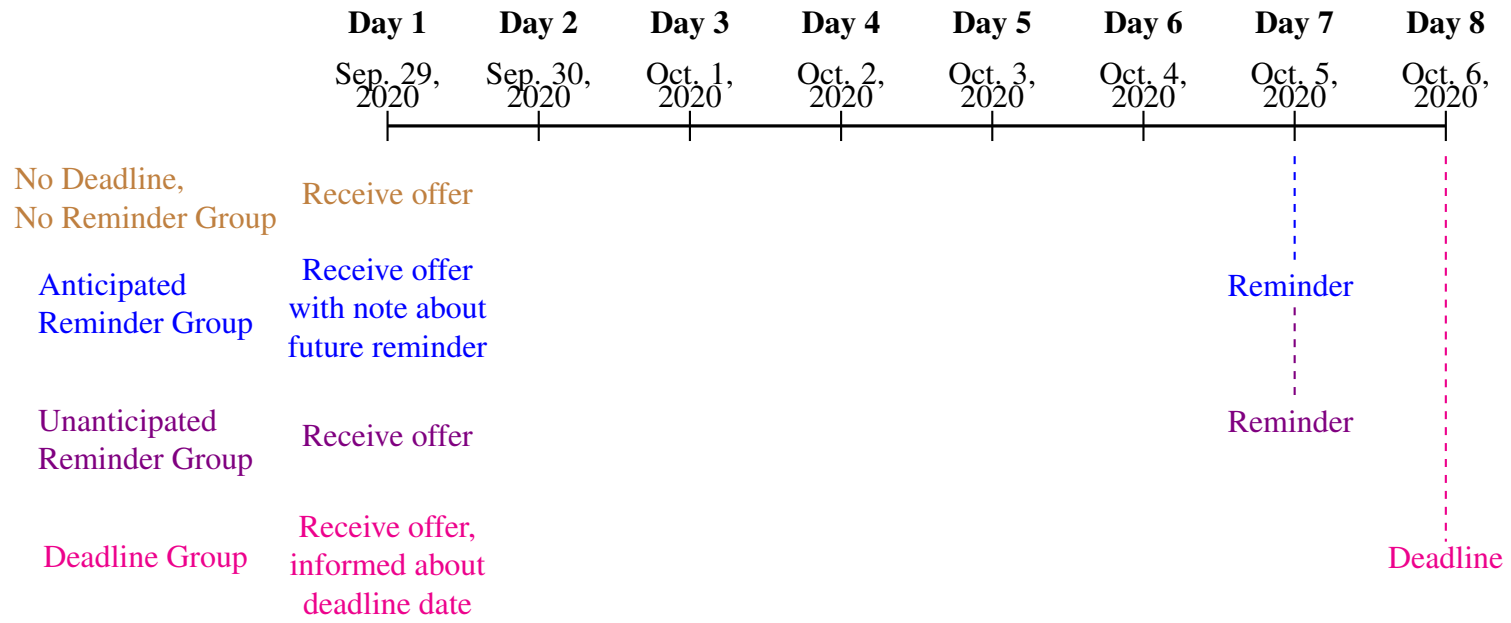 Day 1 Day 2 Day 3 Day 4 Day 5 Day 6 Day 7 Day 8
Sep. 29, Sep. 30, Oct. 1, Oct. 2, Oct. 3, Oct. 4, Oct. 5, Oct. 6,
2020 2020 2020 2020 2020 2020 2020 2020
No Deadline,
No Reminder Group
Receive offer
Anticipated
Reminder Group
Receive offer
with note about
future reminder
Reminder
Unanticipated
Reminder Group
Receive offer
Reminder
Deadline Group
Receive offer,
informed about
deadline date
Deadline